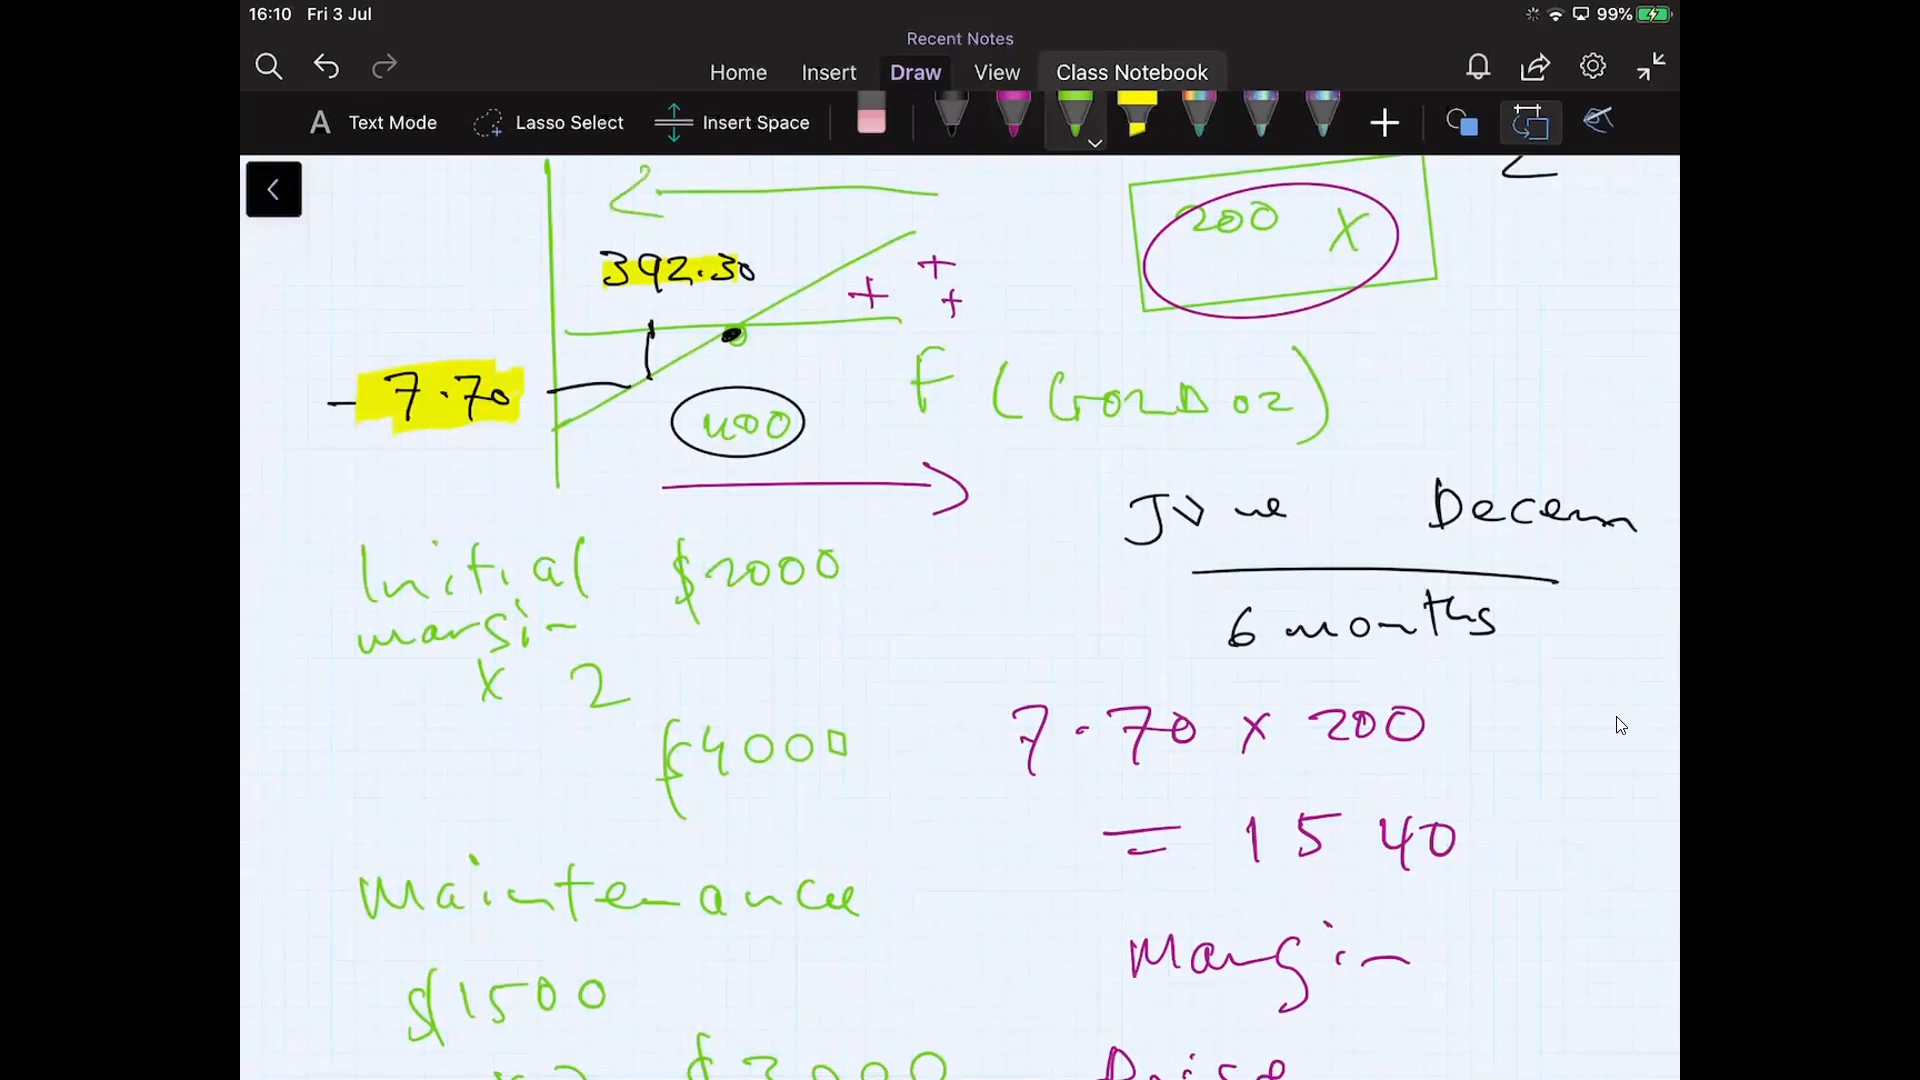 16:10 Fri 3 Jul
99%
Recent Notes
Home Insert Draw View Class Notebook
Text Mode Lasso Select Insert Space
200 X
392.30
+ + +
- 7.70
400
F (GOLD oz)
June Decem
6 months
Initial $2000
margin
x 2
$4000
7.70 x 200
= 1540
Maintenance
Margin
$1500
x 2 $3000